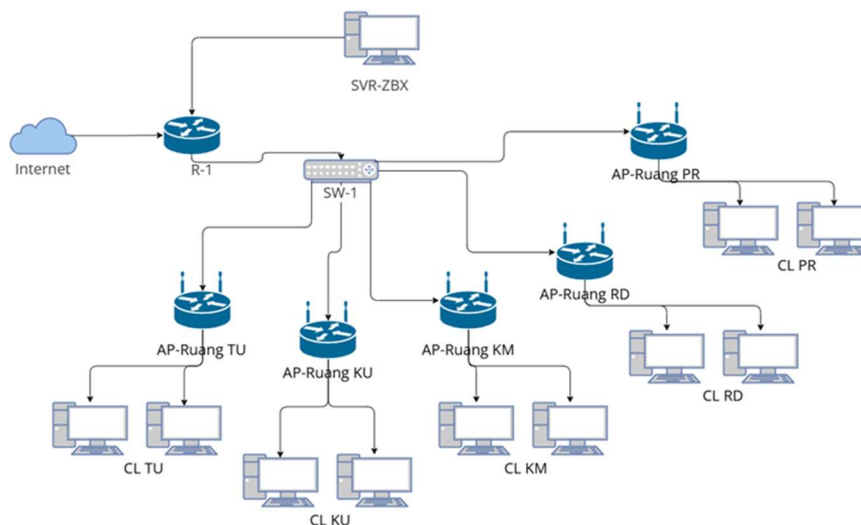 SVR-ZBX
Internet
R-1
SW-1
AP-Ruang PR
CL PR
AP-Ruang RD
CL RD
AP-Ruang TU
AP-Ruang KU
AP-Ruang KM
CL TU
CL KU
CL KM